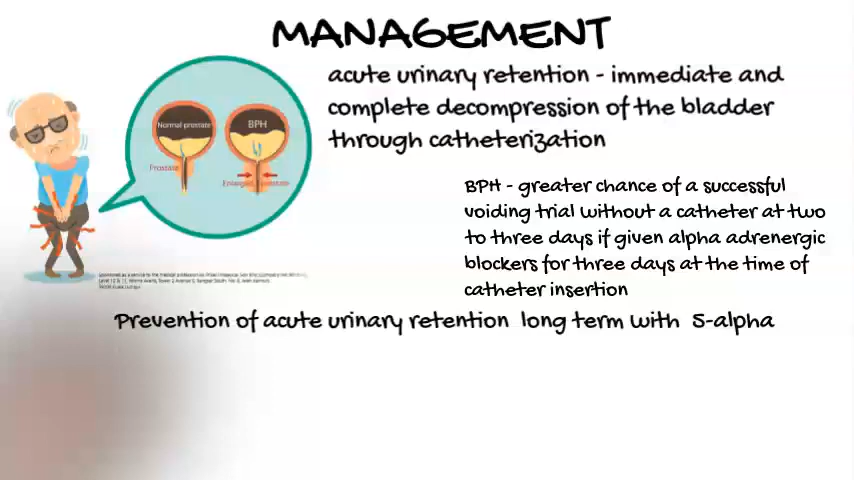 MANAGEMENT
acute urinary retention - immediate and
complete decompression of the bladder
through catheterization
Normal prostate
BPH
Prostate
Enlarged prostate
BPH - greater chance of a successful
voiding trial without a catheter at two
to three days if given alpha adrenergic
blockers for three days at the time of
catheter insertion
Prevention of acute urinary retention long term with 5-alpha